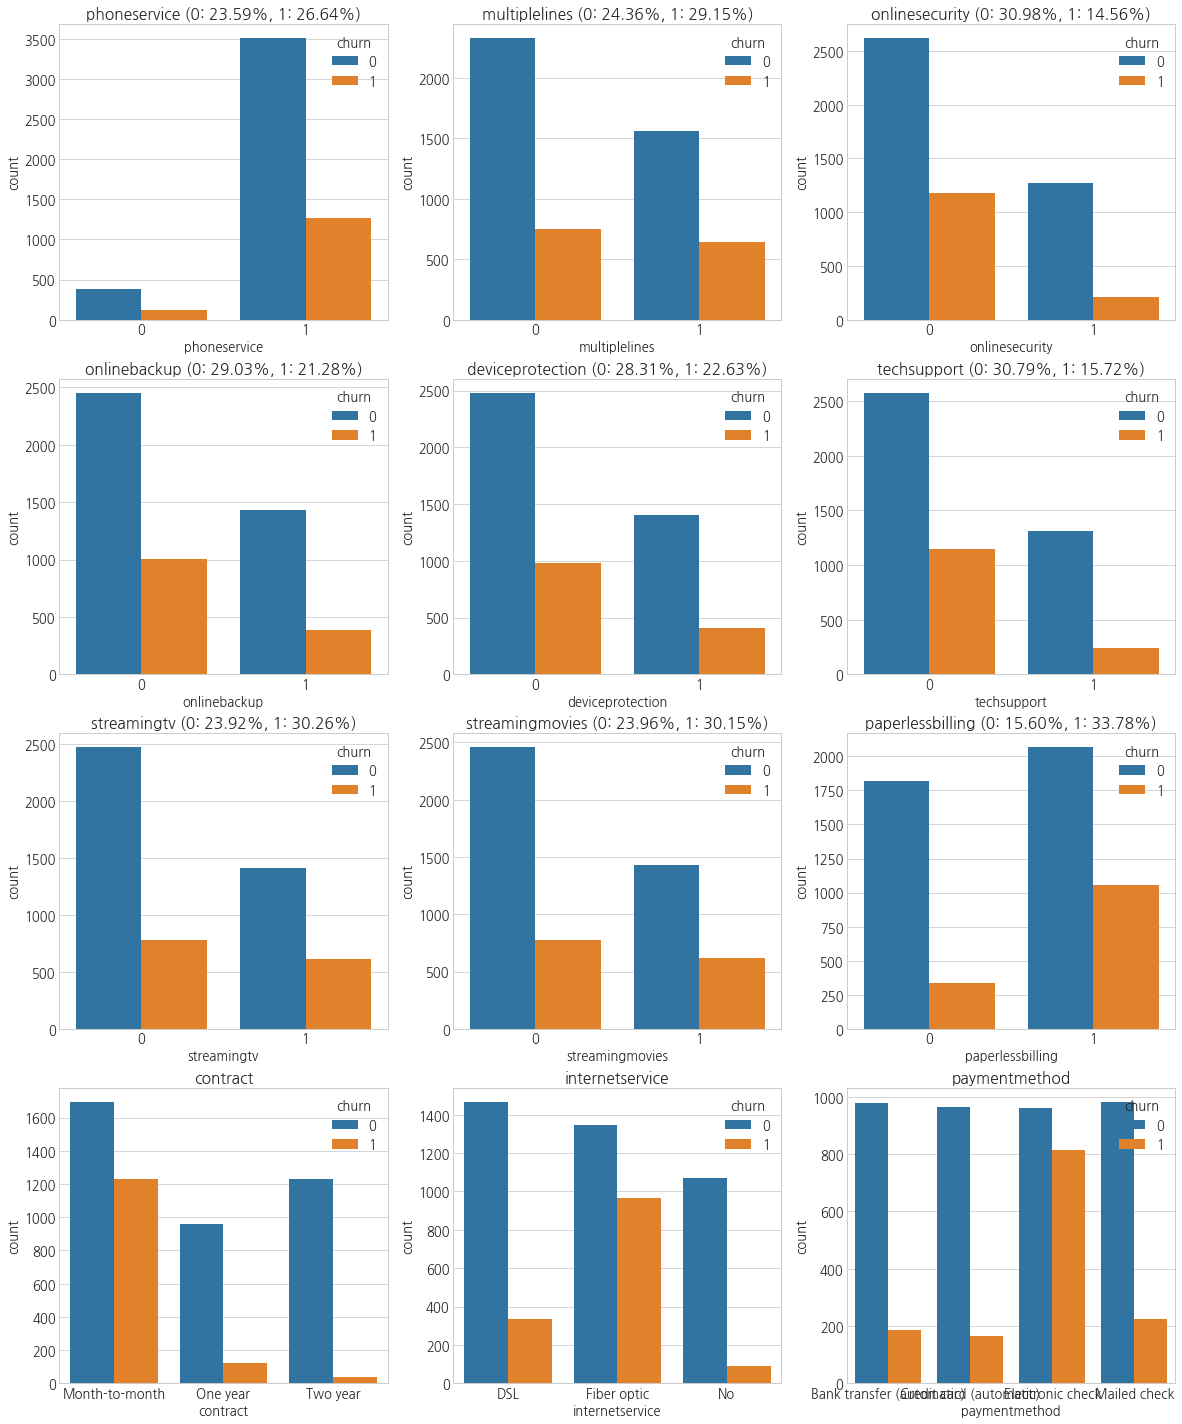 phoneservice (0: 23.59%, 1: 26.64%)
churn
0
1
count
3500
3000
2500
2000
1500
1000
500
0
0 1
phoneservice
multiplelines (0: 24.36%, 1: 29.15%)
churn
0
1
count
2000
1500
1000
500
0
0 1
multiplelines
onlinesecurity (0: 30.98%, 1: 14.56%)
churn
0
1
count
2500
2000
1500
1000
500
0
0 1
onlinesecurity
onlinebackup (0: 29.03%, 1: 21.28%)
churn
0
1
count
2500
2000
1500
1000
500
0
0 1
onlinebackup
deviceprotection (0: 28.31%, 1: 22.63%)
churn
0
1
count
2500
2000
1500
1000
500
0
0 1
deviceprotection
techsupport (0: 30.79%, 1: 15.72%)
churn
0
1
count
2500
2000
1500
1000
500
0
0 1
techsupport
streamingtv (0: 23.92%, 1: 30.26%)
churn
0
1
count
2500
2000
1500
1000
500
0
0 1
streamingtv
streamingmovies (0: 23.96%, 1: 30.15%)
churn
0
1
count
2500
2000
1500
1000
500
0
0 1
streamingmovies
paperlessbilling (0: 15.60%, 1: 33.78%)
churn
0
1
count
2000
1750
1500
1250
1000
750
500
250
0
0 1
paperlessbilling
contract
churn
0
1
count
1600
1400
1200
1000
800
600
400
200
0
Month-to-month One year Two year
contract
internetservice
churn
0
1
count
1400
1200
1000
800
600
400
200
0
DSL Fiber optic No
internetservice
paymentmethod
churn
0
1
count
1000
800
600
400
200
0
Bank transfer (automatic) Credit card (automatic) Electronic check Mailed check
paymentmethod